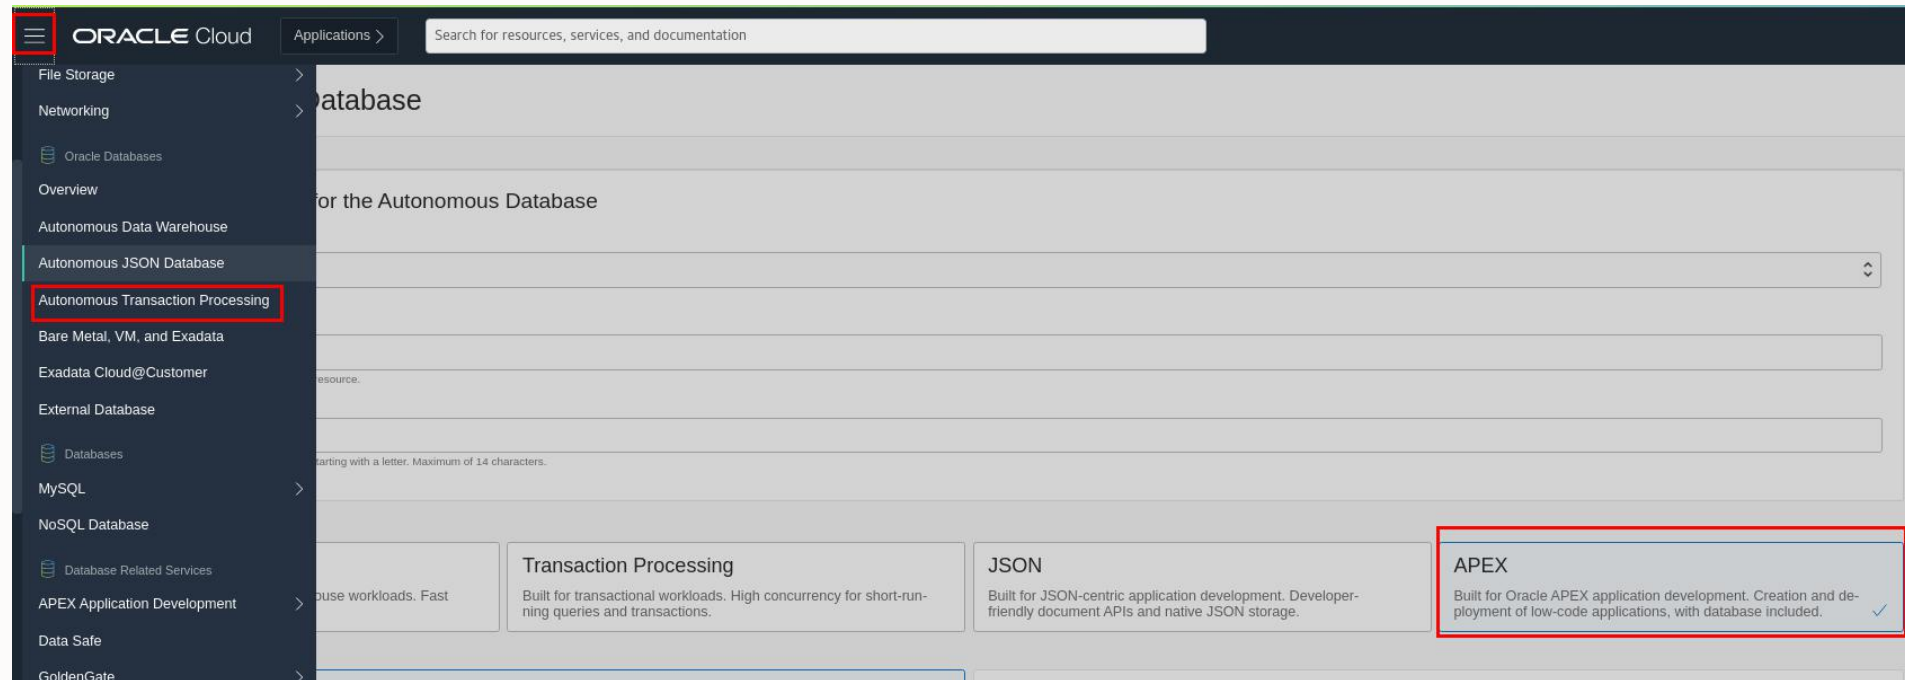 ORACLE Cloud
Applications >
Search for resources, services, and documentation
File Storage
Networking
Oracle Databases
Overview
Autonomous Data Warehouse
Autonomous JSON Database
Autonomous Transaction Processing
Bare Metal, VM, and Exadata
Exadata Cloud@Customer
External Database
Databases
MySQL
NoSQL Database
Database Related Services
APEX Application Development
Data Safe
GoldenGate
Database
for the Autonomous Database
resource.
tarting with a letter. Maximum of 14 characters.
ouse workloads. Fast
Transaction Processing
Built for transactional workloads. High concurrency for short-run-
ning queries and transactions.
JSON
Built for JSON-centric application development. Developer-
friendly document APIs and native JSON storage.
APEX
Built for Oracle APEX application development. Creation and de-
ployment of low-code applications, with database included.